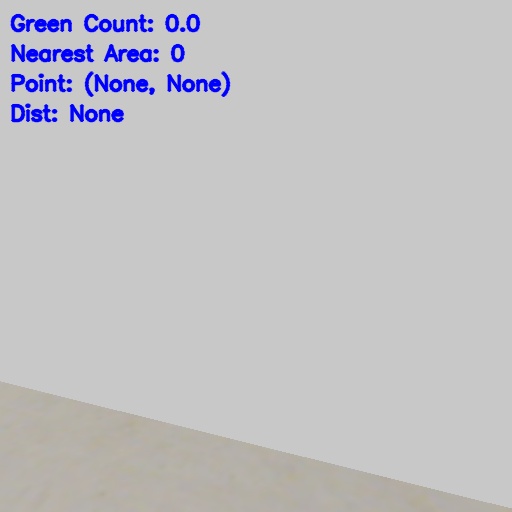 Green Count: 0.0
Nearest Area: 0
Point: (None, None)
Dist: None